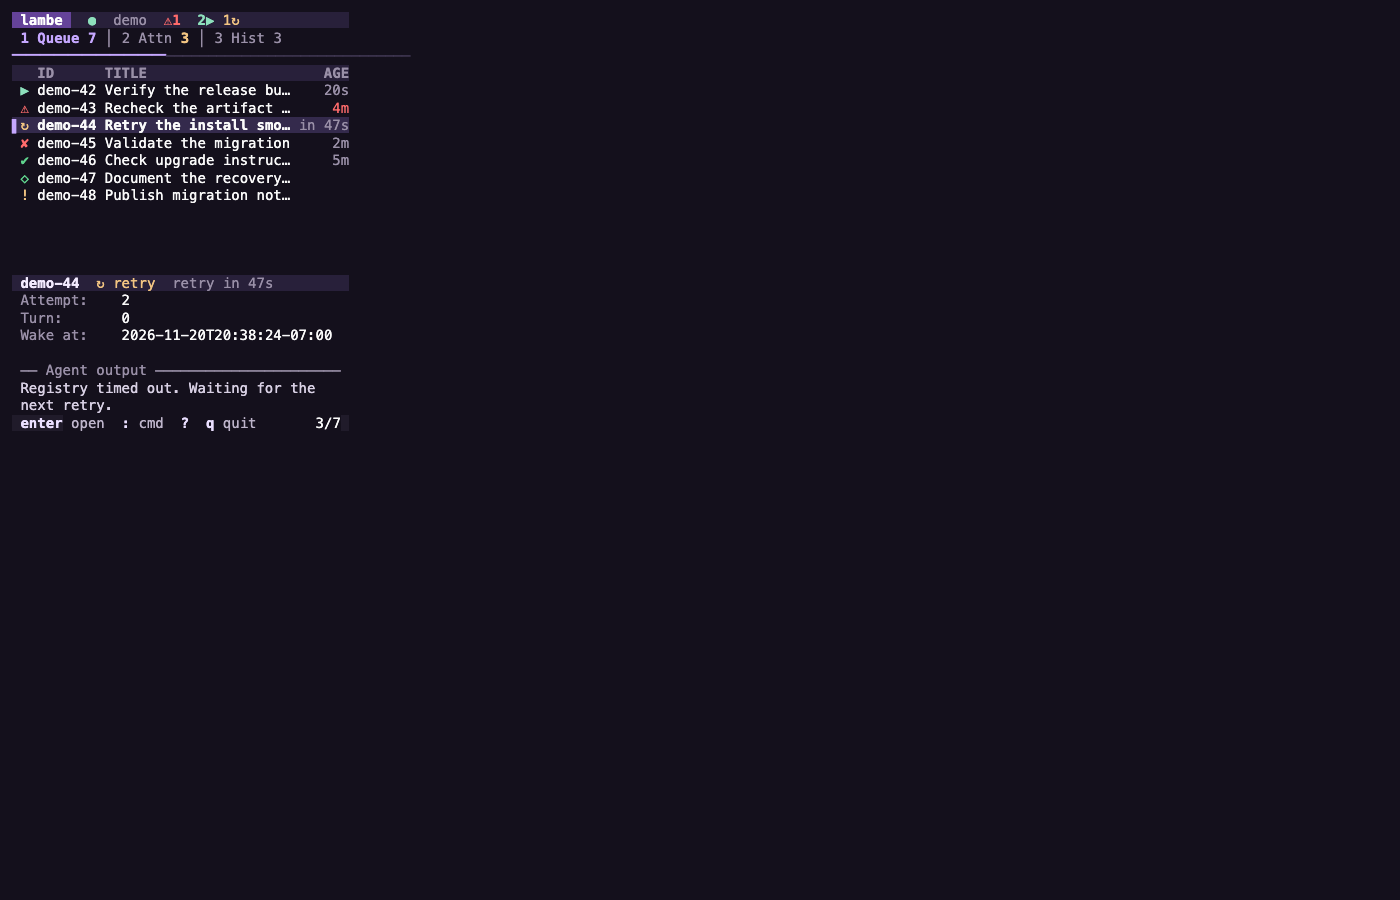 lambe ● demo ⚠1 2▶ 1↻
1 Queue 7 │ 2 Attn 3 │ 3 Hist 3
ID TITLE AGE
▶ demo-42 Verify the release bu… 20s
⚠ demo-43 Recheck the artifact … 4m
↻ demo-44 Retry the install smo… in 47s
✘ demo-45 Validate the migration 2m
✔ demo-46 Check upgrade instruc… 5m
◇ demo-47 Document the recovery…
! demo-48 Publish migration not…
demo-44 ↻ retry retry in 47s
Attempt: 2
Turn: 0
Wake at: 2026-11-20T20:38:24-07:00
── Agent output ──────────────────────
Registry timed out. Waiting for the
next retry.
enter open : cmd ? q quit 3/7